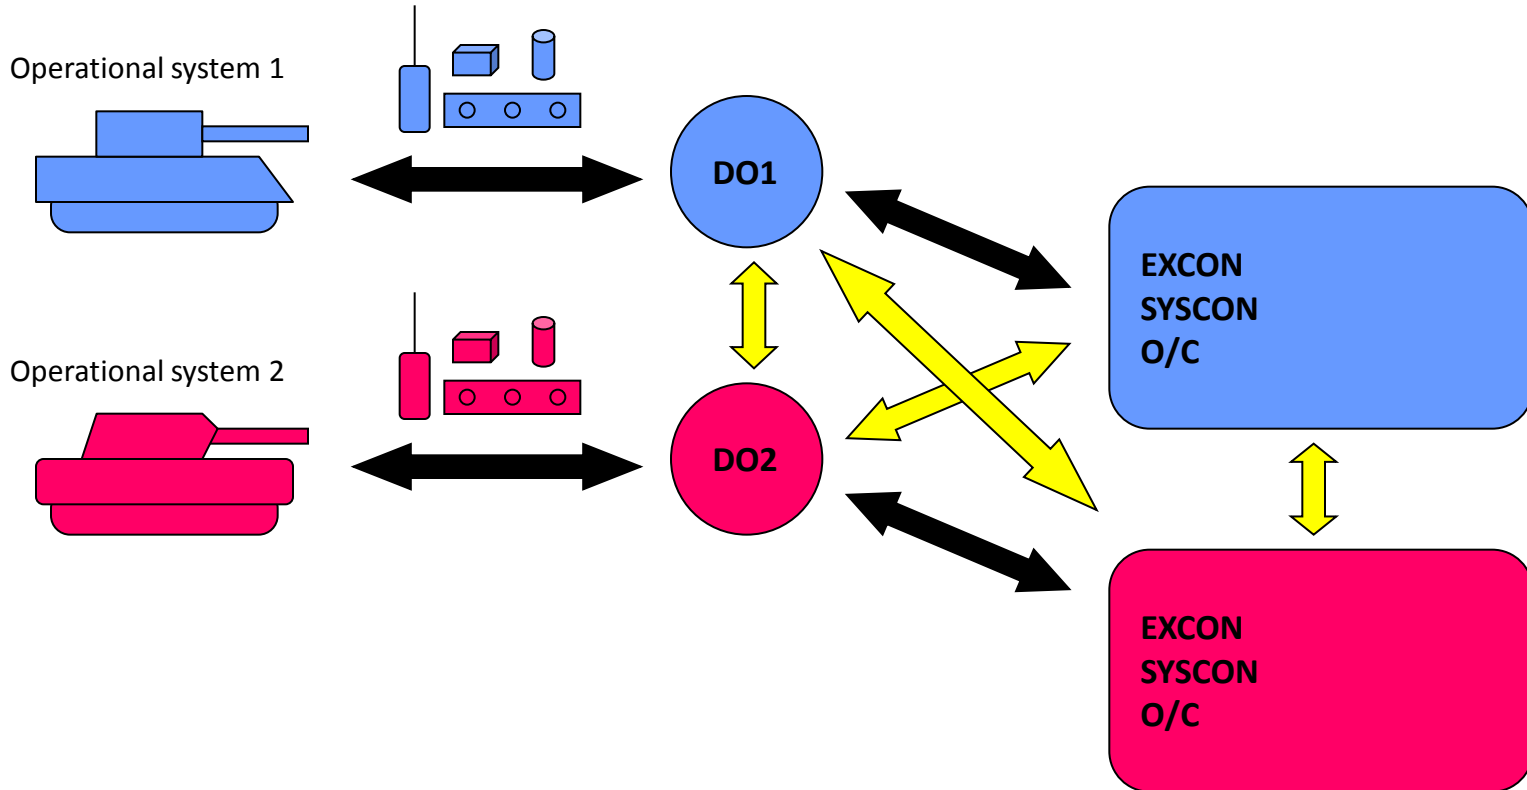 Operational system 1
DO1
EXCON
SYSCON
O/C
Operational system 2
DO2
EXCON
SYSCON
O/C